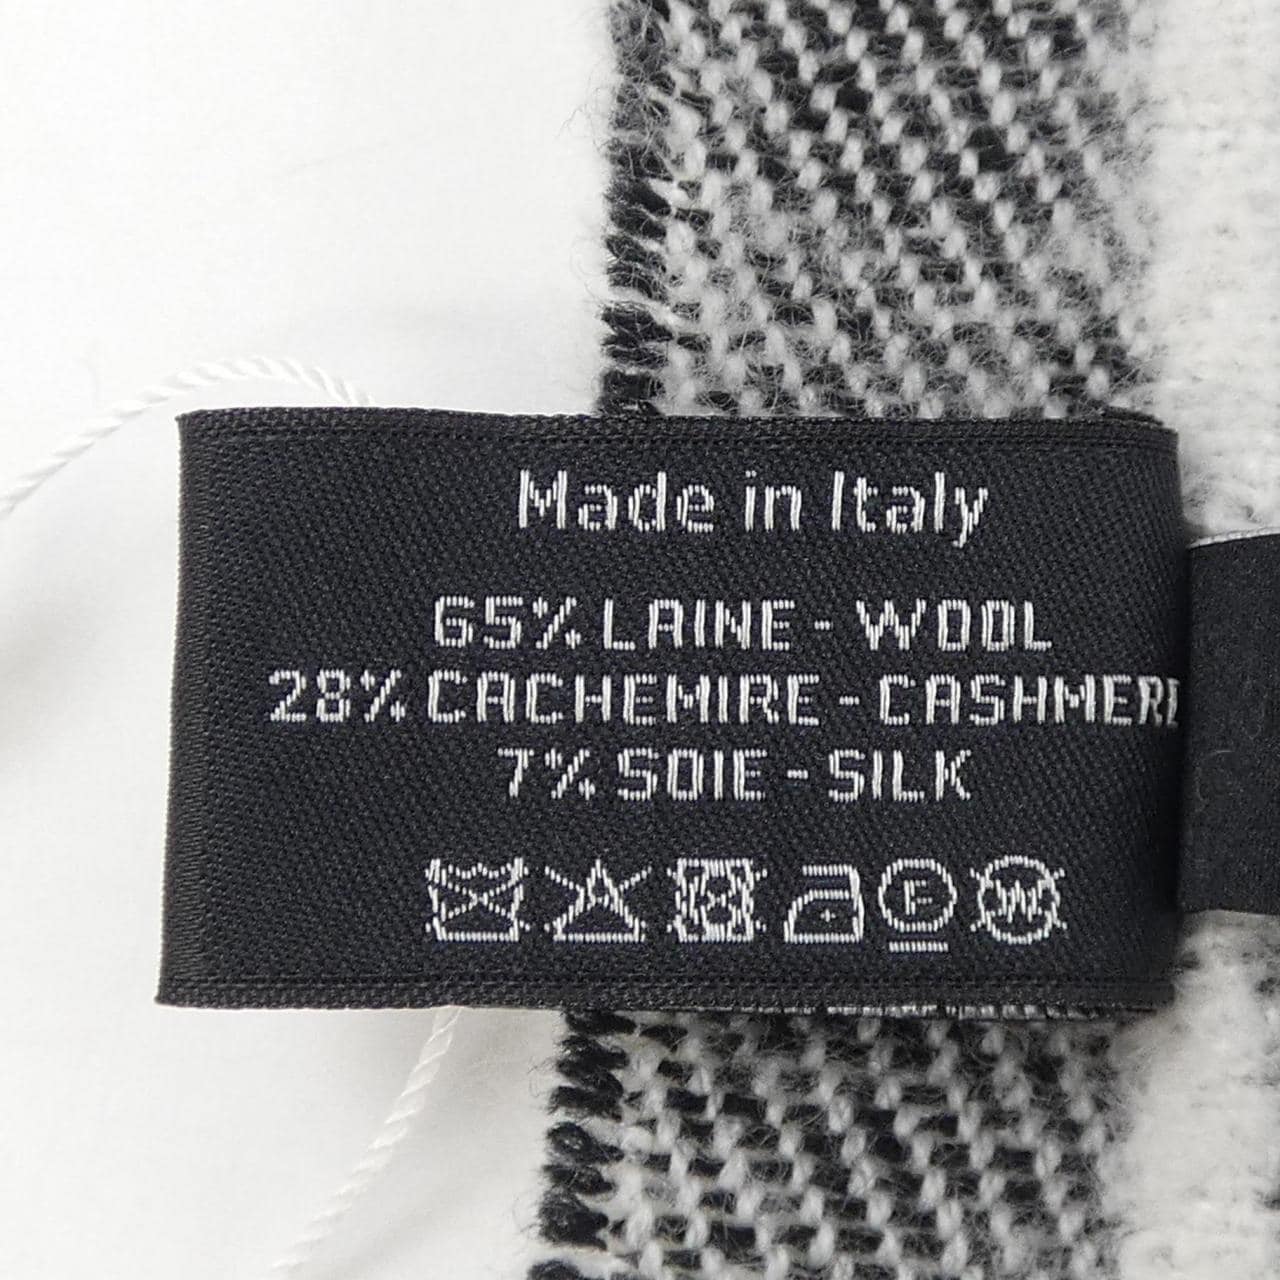 Made in Italy
65% LAINE - WOOL
28% CACHEMIRE - CASHMERE
7% SOIE - SILK
F
W